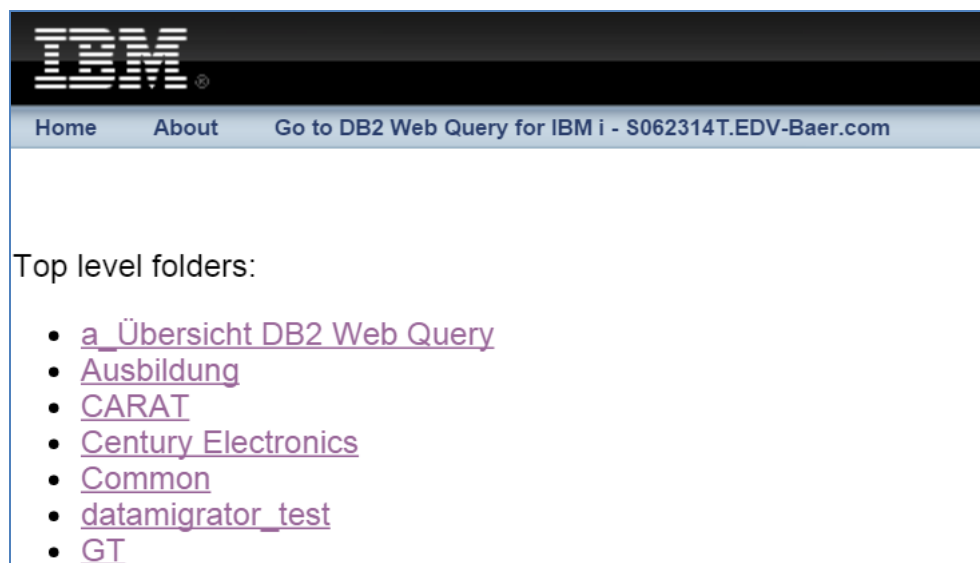 IBM®
Home About Go to DB2 Web Query for IBM i - S062314T.EDV-Baer.com
Top level folders:
a_Übersicht DB2 Web Query
Ausbildung
CARAT
Century Electronics
Common
datamigrator_test
GT